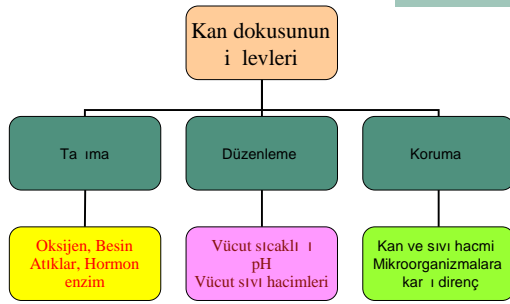 Kan dokusunun
i levleri
Ta ıma
Düzenleme
Koruma
Oksijen, Besin
Atıklar, Hormon
enzim
Vücut sıcaklı ı
pH
Vücut sıvı hacimleri
Kan ve sıvı hacmi
Mikroorganizmalara
kar ı direnç